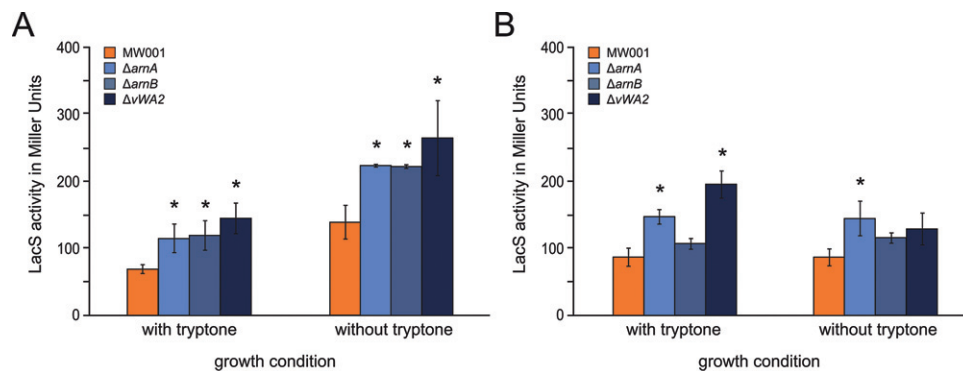 A
LacS activity in Miller Units
400
300
200
100
0
MW001
ΔarnA
ΔarnB
ΔvWA2
*
*
*
*
*
*
with tryptone
without tryptone
growth condition
B
LacS activity in Miller Units
400
300
200
100
0
MW001
ΔarnA
ΔarnB
ΔvWA2
*
*
*
with tryptone
without tryptone
growth condition